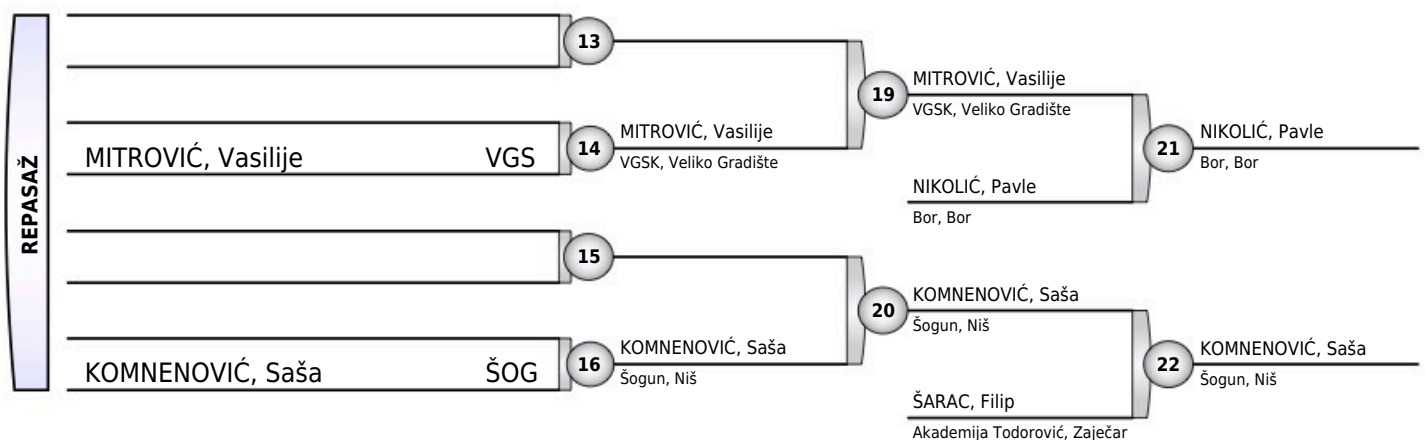 REPASAŽ
13
MITROVIĆ, Vasilije VGS
14
MITROVIĆ, Vasilije
VGSK, Veliko Gradište
19
MITROVIĆ, Vasilije
VGSK, Veliko Gradište
NIKOLIĆ, Pavle
Bor, Bor
21
NIKOLIĆ, Pavle
Bor, Bor
15
KOMNENOVIĆ, Saša ŠOG
16
KOMNENOVIĆ, Saša
Šogun, Niš
20
KOMNENOVIĆ, Saša
Šogun, Niš
ŠARAC, Filip
Akademija Todorović, Zaječar
22
KOMNENOVIĆ, Saša
Šogun, Niš